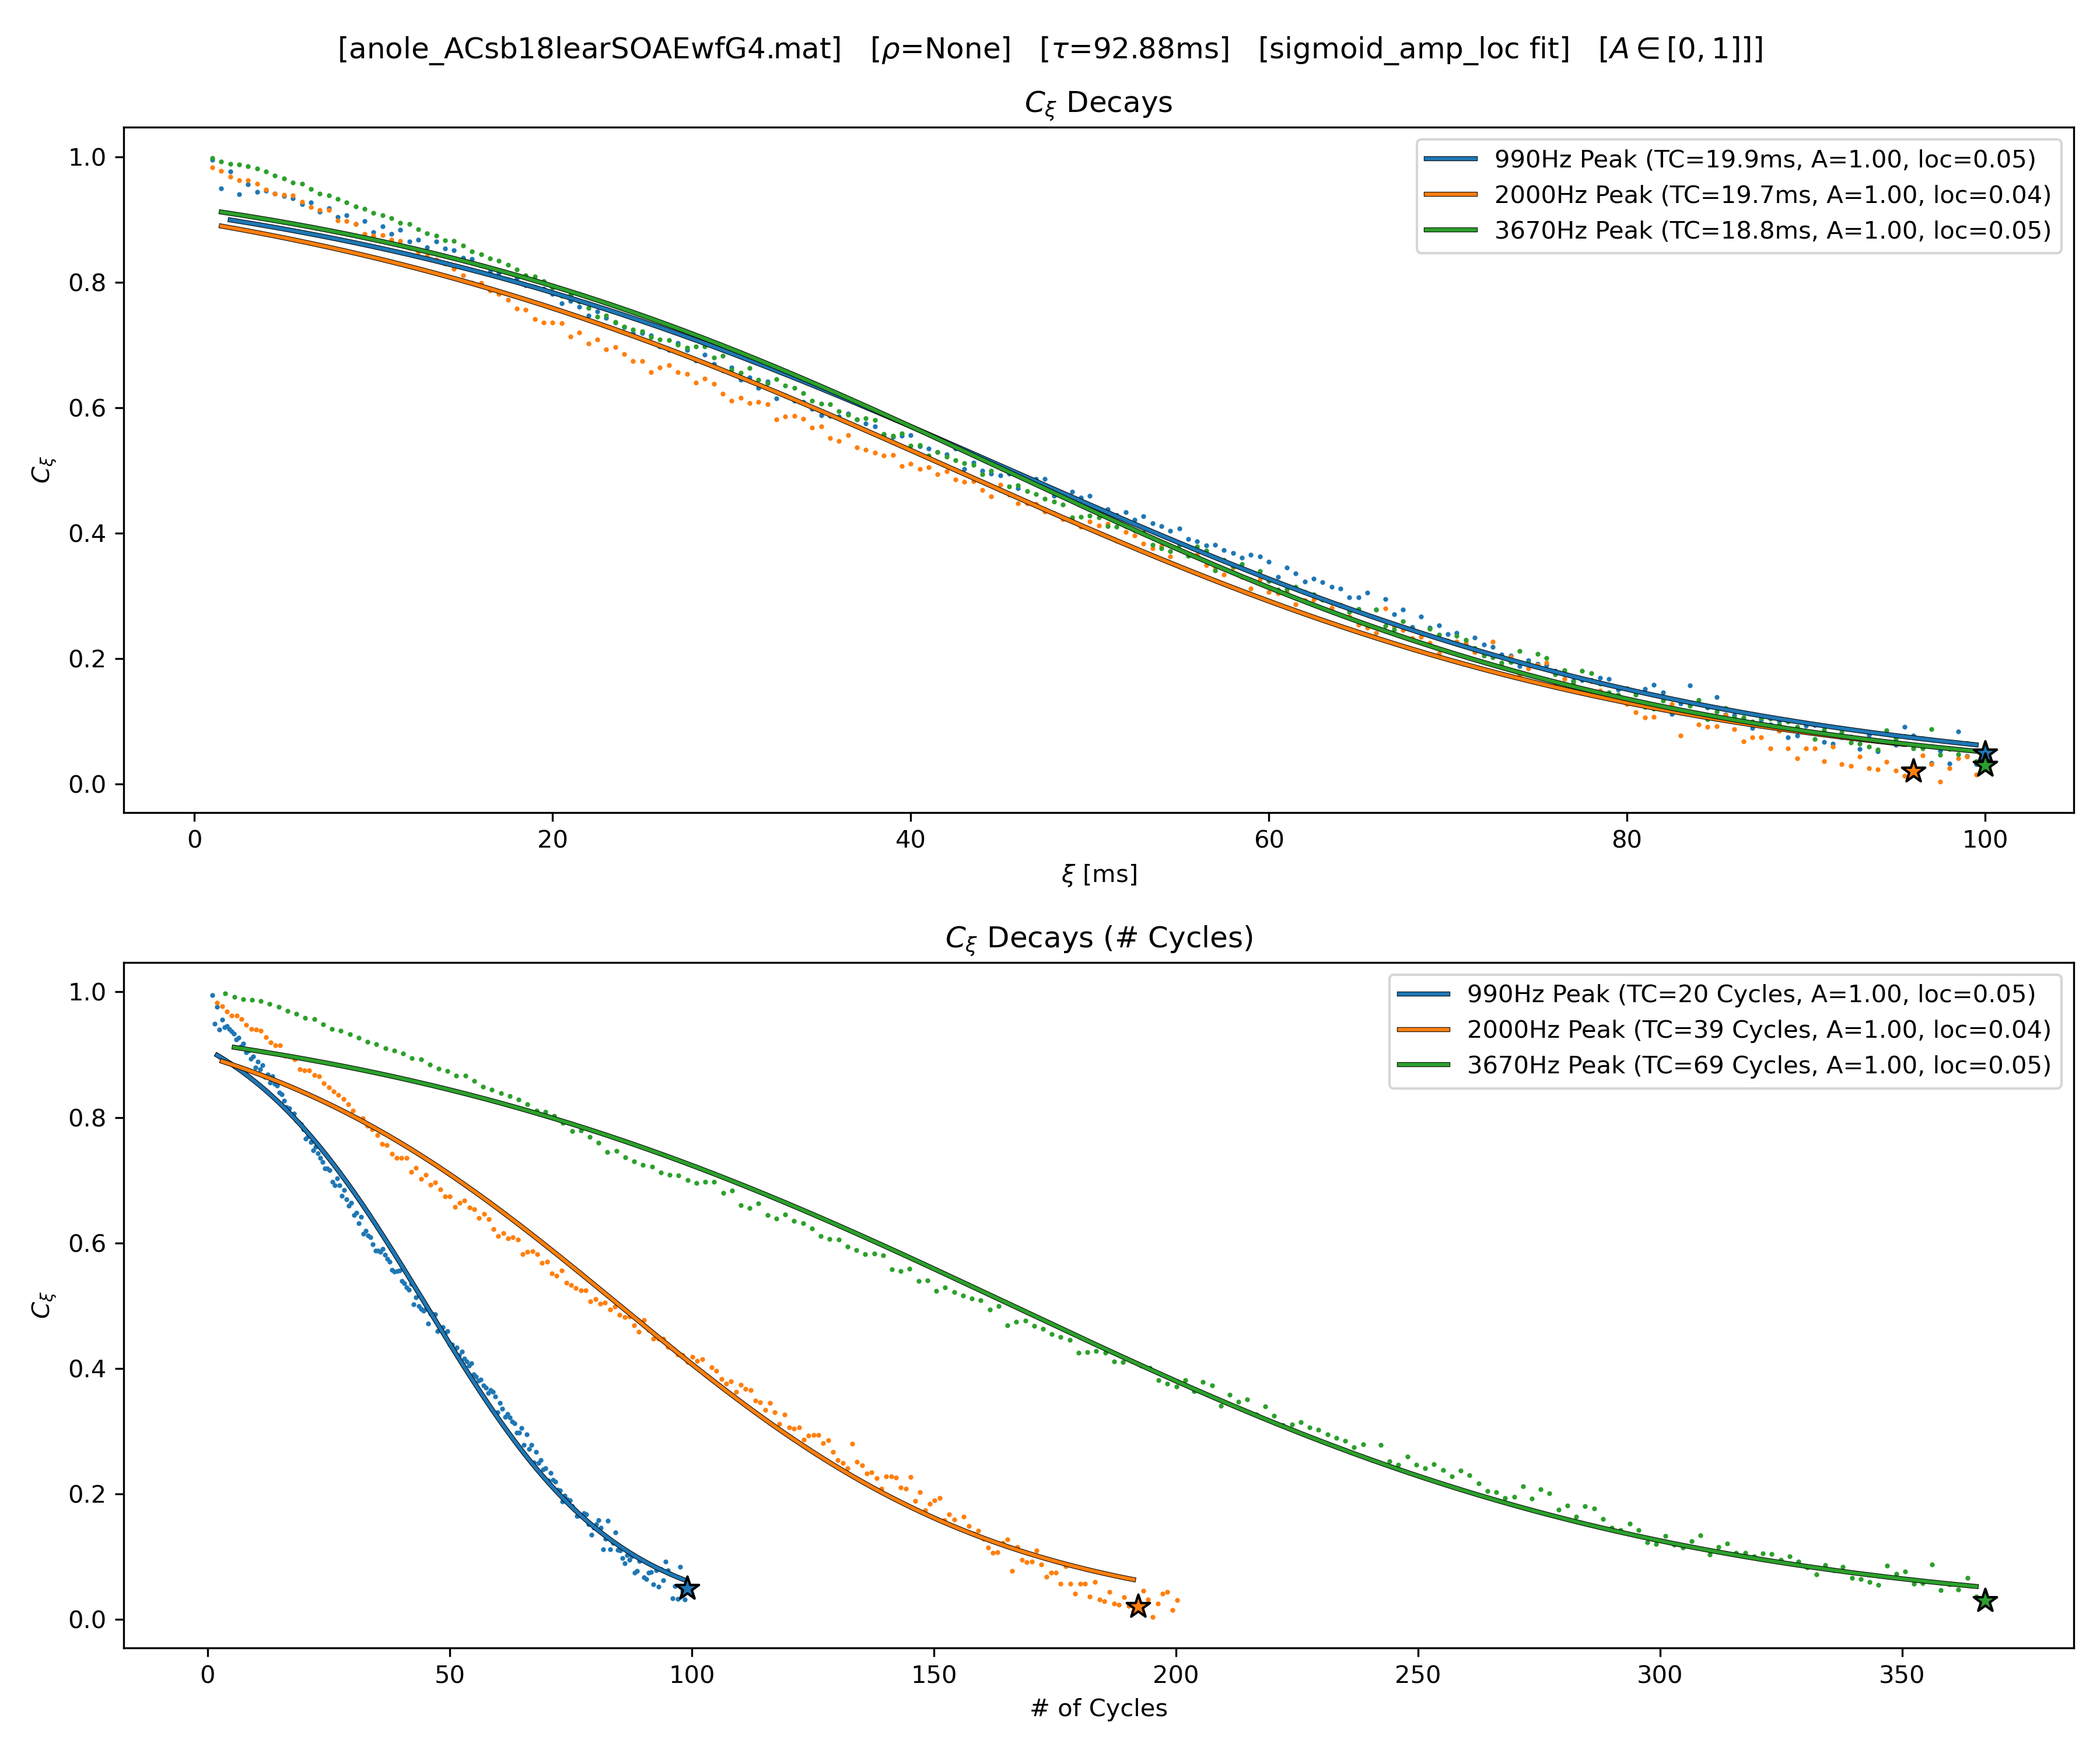 [anole_ACsb18learSOAEwfG4.mat] [ρ=None] [τ=92.88ms] [sigmoid_amp_loc fit] [A ∈ [0, 1]]]
C_ξ Decays
1.0
0.8
0.6
0.4
0.2
0.0
C_ξ
990Hz Peak (TC=19.9ms, A=1.00, loc=0.05)
2000Hz Peak (TC=19.7ms, A=1.00, loc=0.04)
3670Hz Peak (TC=18.8ms, A=1.00, loc=0.05)
0 20 40 60 80 100
ξ [ms]
C_ξ Decays (# Cycles)
1.0
0.8
0.6
0.4
0.2
0.0
C_ξ
990Hz Peak (TC=20 Cycles, A=1.00, loc=0.05)
2000Hz Peak (TC=39 Cycles, A=1.00, loc=0.04)
3670Hz Peak (TC=69 Cycles, A=1.00, loc=0.05)
0 50 100 150 200 250 300 350
# of Cycles